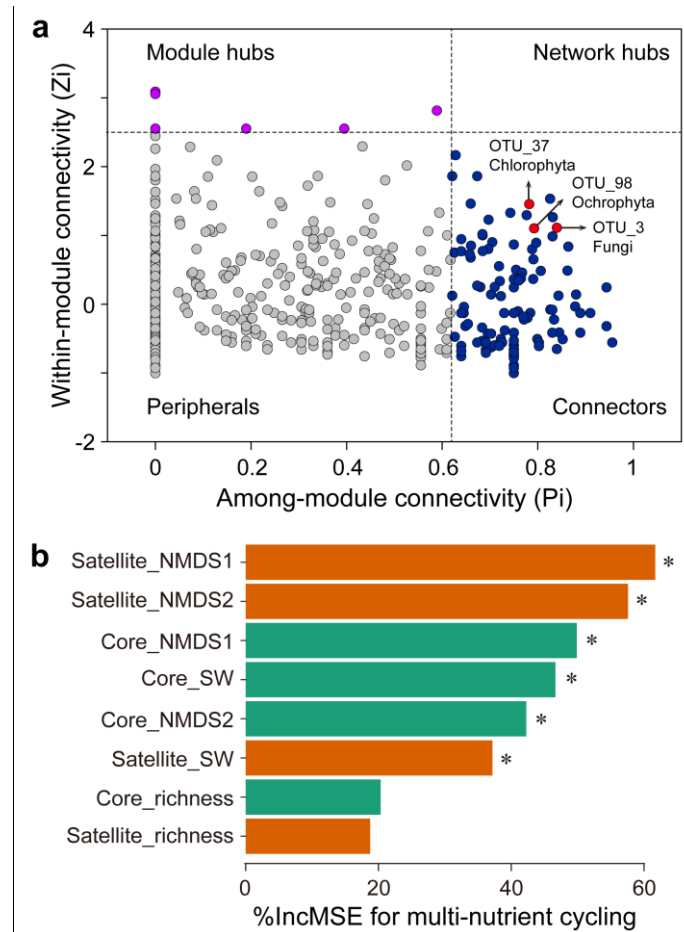 a
Module hubs
Network hubs
OTU_37
Chlorophyta
OTU_98
Ochrophyta
OTU_3
Fungi
Peripherals
Connectors
4
2
0
-2
Within-module connectivity (Zi)
0
0.2
0.4
0.6
0.8
1
Among-module connectivity (Pi)
b
Satellite_NMDS1
*
Satellite_NMDS2
*
Core_NMDS1
*
Core_SW
*
Core_NMDS2
*
Satellite_SW
*
Core_richness
Satellite_richness
0
20
40
60
%IncMSE for multi-nutrient cycling